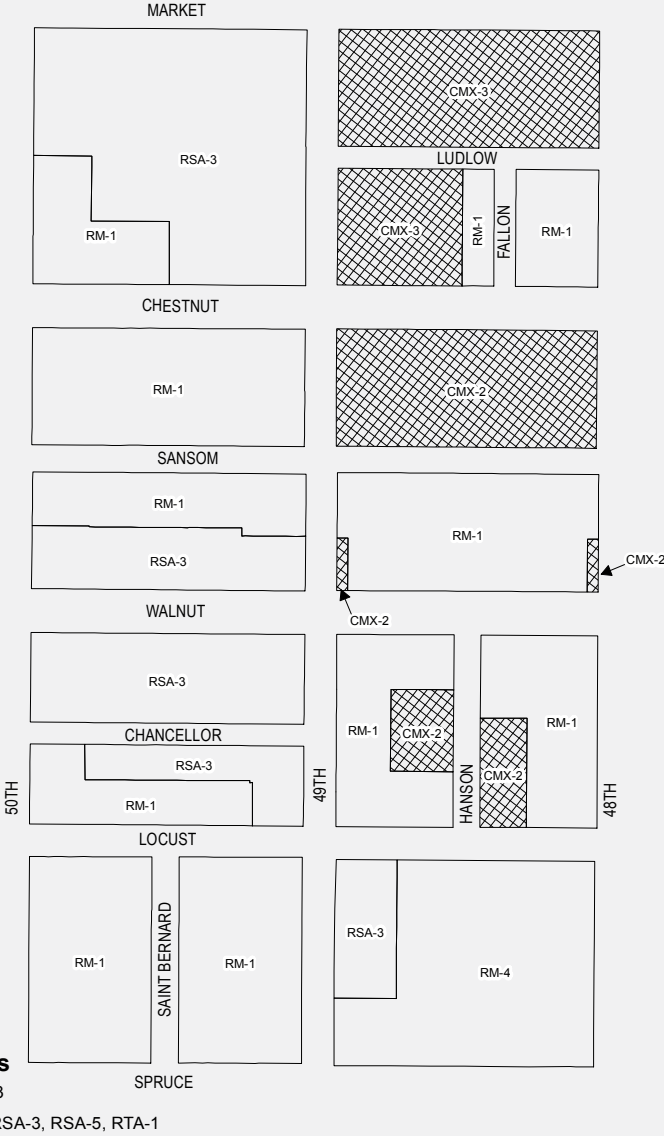 MARKET
CMX-3
LUDLOW
RSA-3
RM-1
CMX-3
RM-1
FALLON
RM-1
CHESTNUT
RM-1
CMX-2
SANSOM
RM-1
RM-1
RSA-3
CMX-2
WALNUT
CMX-2
RSA-3
RM-1
CMX-2
RM-1
CHANCELLOR
RSA-3
CMX-2
50TH
RM-1
49TH
HANSON
48TH
LOCUST
RSA-3
RM-1
SAINT BERNARD
RM-1
RM-4
s
3
SPRUCE
RSA-3, RSA-5, RTA-1